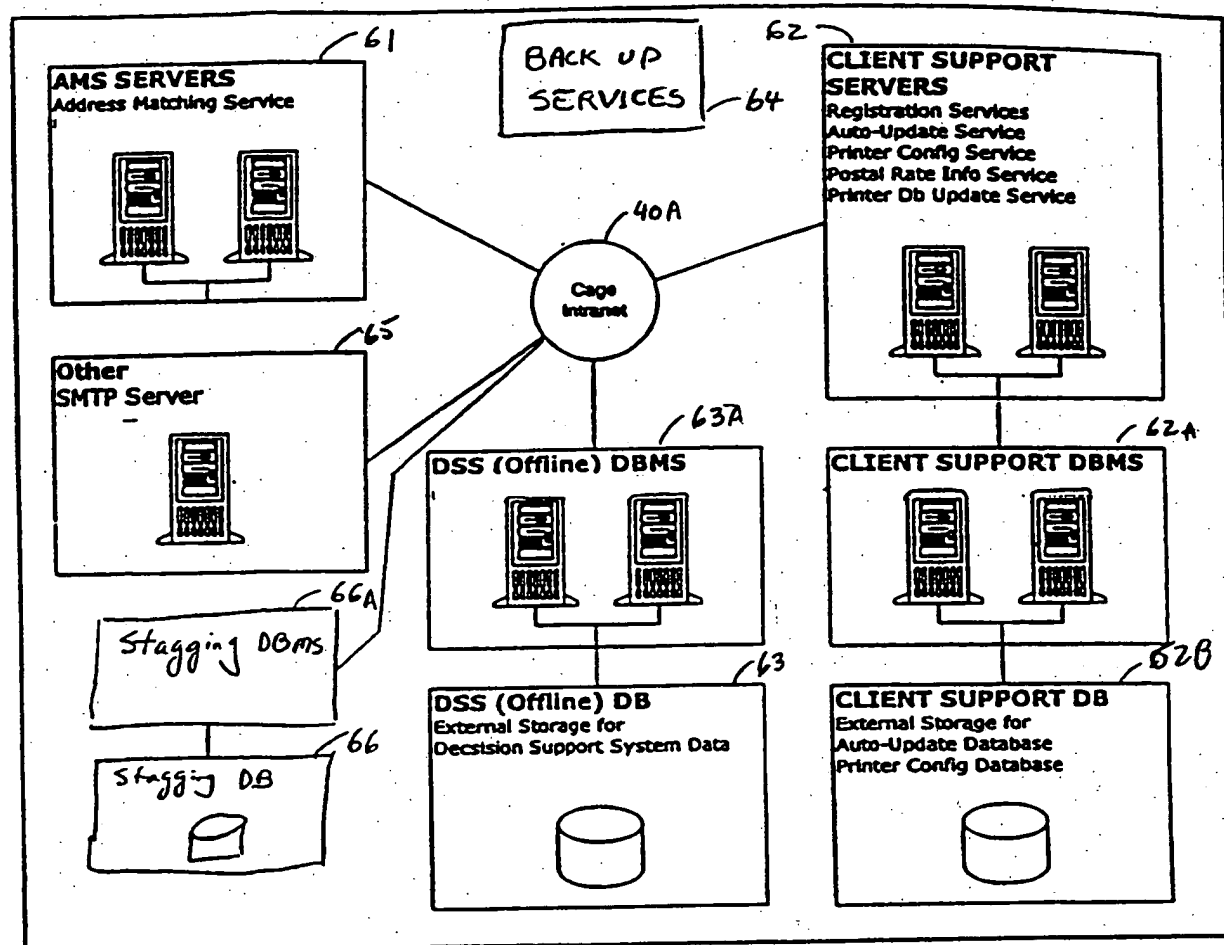 61
AMS SERVERS
Address Matching Service
BACK UP
SERVICES
64
62
CLIENT SUPPORT
SERVERS
Registration Services
Auto-Update Service
Printer Config Service
Postal Rate Info Service
Printer Db Update Service
40A
Cage
Intranet
65
Other
SMTP Server
63A
DSS (Offline) DBMS
62A
CLIENT SUPPORT DBMS
66A
Stagging DBMS
66
Stagging DB
63
DSS (Offline) DB
External Storage for
Decsision Support System Data
62B
CLIENT SUPPORT DB
External Storage for
Auto-Update Database
Printer Config Database